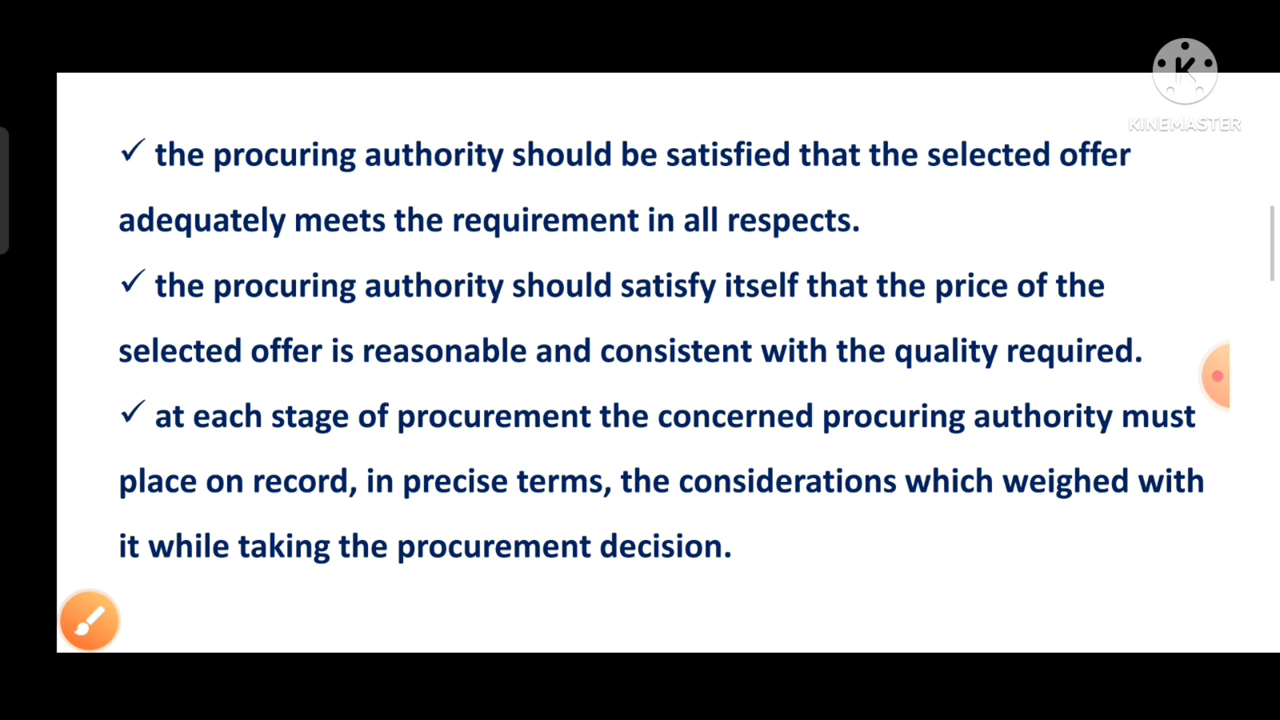 KINEMASTER
✓ the procuring authority should be satisfied that the selected offer
adequately meets the requirement in all respects.
✓ the procuring authority should satisfy itself that the price of the
selected offer is reasonable and consistent with the quality required.
✓ at each stage of procurement the concerned procuring authority must
place on record, in precise terms, the considerations which weighed with
it while taking the procurement decision.